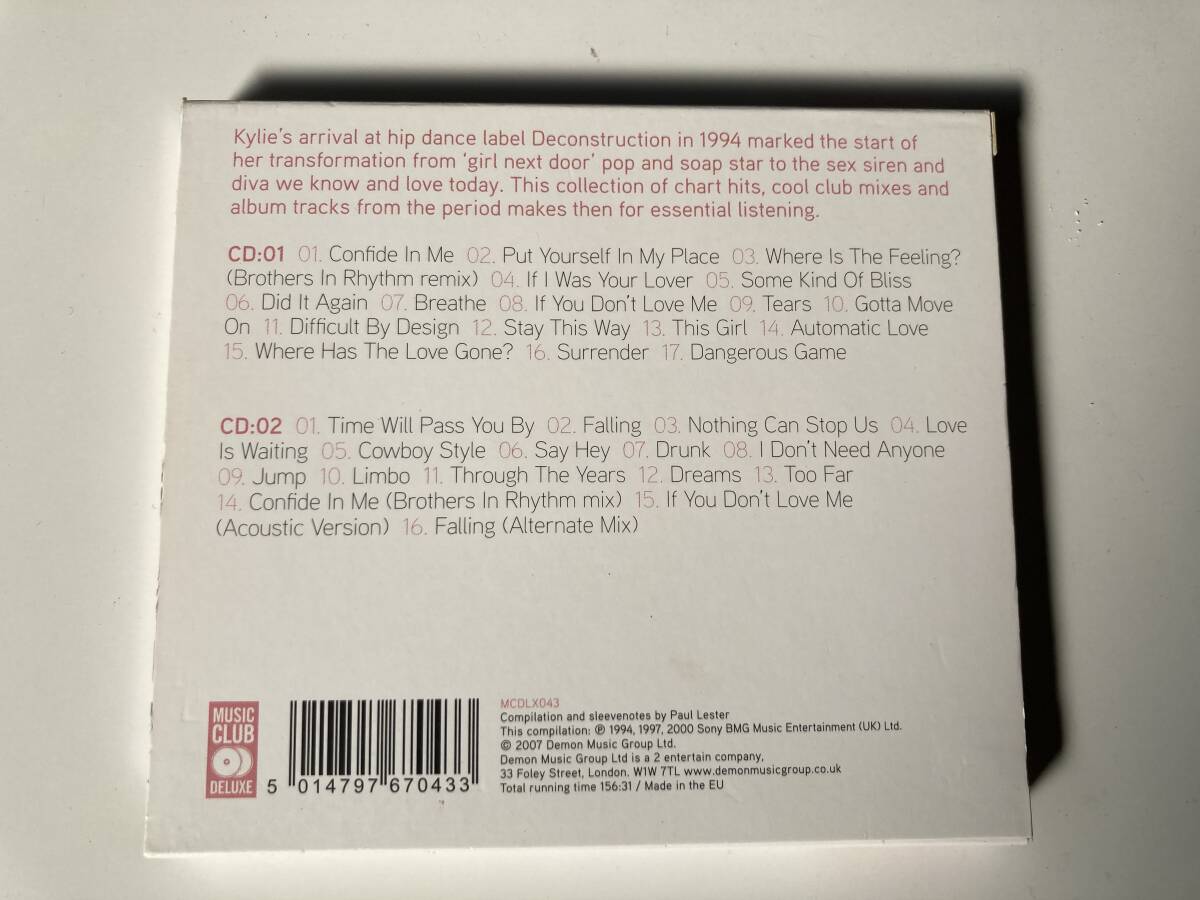 Kylie's arrival at hip dance label Deconstruction in 1994 marked the start of
her transformation from 'girl next door' pop and soap star to the sex siren and
diva we know and love today. This collection of chart hits, cool club mixes and
album tracks from the period makes then for essential listening.
CD:01 01. Confide In Me 02. Put Yourself In My Place 03. Where Is The Feeling?
(Brothers In Rhythm remix) 04. If I Was Your Lover 05. Some Kind Of Bliss
06. Did It Again 07. Breathe 08. If You Don't Love Me 09. Tears 10. Gotta Move
On 11. Difficult By Design 12. Stay This Way 13. This Girl 14. Automatic Love
15. Where Has The Love Gone? 16. Surrender 17. Dangerous Game
CD:02 01. Time Will Pass You By 02. Falling 03. Nothing Can Stop Us 04. Love
Is Waiting 05. Cowboy Style 06. Say Hey 07. Drunk 08. I Don't Need Anyone
09. Jump 10. Limbo 11. Through The Years 12. Dreams 13. Too Far
14. Confide In Me (Brothers In Rhythm mix) 15. If You Don't Love Me
(Acoustic Version) 16. Falling (Alternate Mix)
MUSIC
CLUB
DELUXE
5 014797 670433
MCDLX043
Compilation and sleevenotes by Paul Lester
This compilation: ℗ 1994, 1997, 2000 Sony BMG Music Entertainment (UK) Ltd.
© 2007 Demon Music Group Ltd.
Demon Music Group Ltd is a 2 entertain company,
33 Foley Street, London. W1W 7TL www.demonmusicgroup.co.uk
Total running time 156:31 / Made in the EU